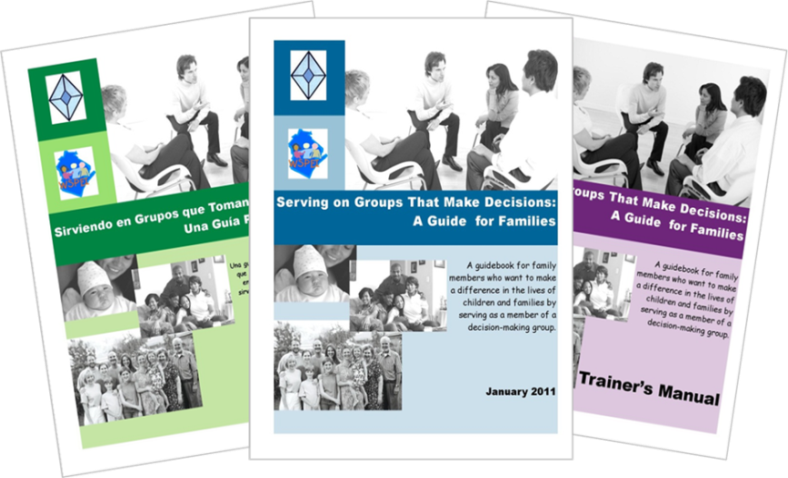 WSPEI
Sirviendo en Grupos que Toman
Una Guía P
Una gu
que
en
sirv
WSPEI
Serving on Groups That Make Decisions:
A Guide for Families
A guidebook for family
members who want to make
a difference in the lives of
children and families by
serving as a member of a
decision-making group.
January 2011
roups That Make Decisions:
A Guide for Families
A guidebook for family
members who want to make
a difference in the lives of
children and families by
serving as a member of a
decision-making group.
Trainer's Manual